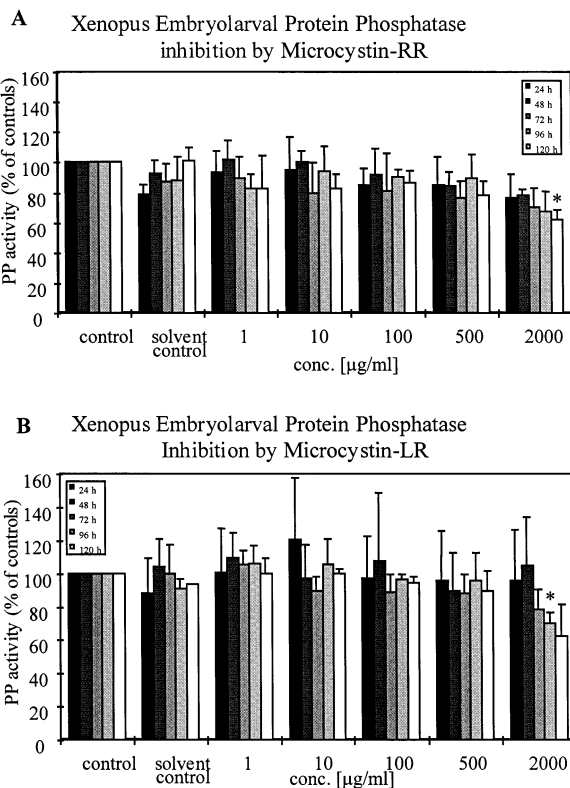 A
Xenopus Embryolarval Protein Phosphatase
inhibition by Microcystin-RR
PP activity (% of controls)
160
140
120
100
80
60
40
20
0
24 h
48 h
72 h
96 h
120 h
*
control
solvent
control
1
10
100
500
2000
conc. [µg/ml]
B
Xenopus Embryolarval Protein Phosphatase
Inhibition by Microcystin-LR
PP activity (% of controls)
160
140
120
100
80
60
40
20
0
24 h
48 h
72 h
96 h
120 h
*
control
solvent
control
1
10
100
500
2000
conc. [µg/ml]